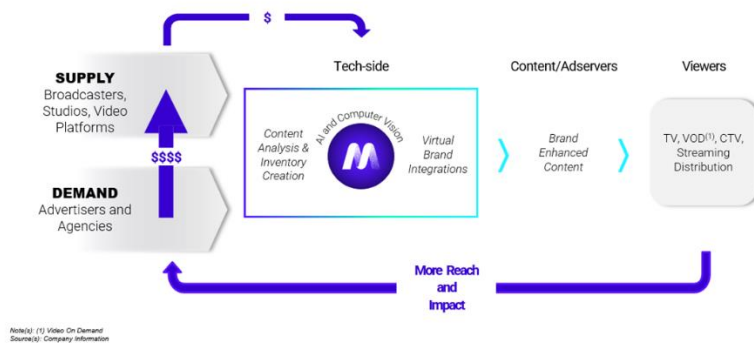 $
SUPPLY
Broadcasters,
Studios, Video
Platforms
$$$$
DEMAND
Advertisers and
Agencies
Tech-side
Content
Analysis &
Inventory
Creation
AI and Computer Vision
M
Virtual
Brand
Integrations
Content/Adservers
Brand
Enhanced
Content
Viewers
TV, VOD(1), CTV,
Streaming
Distribution
More Reach
and
Impact
Note(s): (1) Video On Demand
Source(s): Company Information